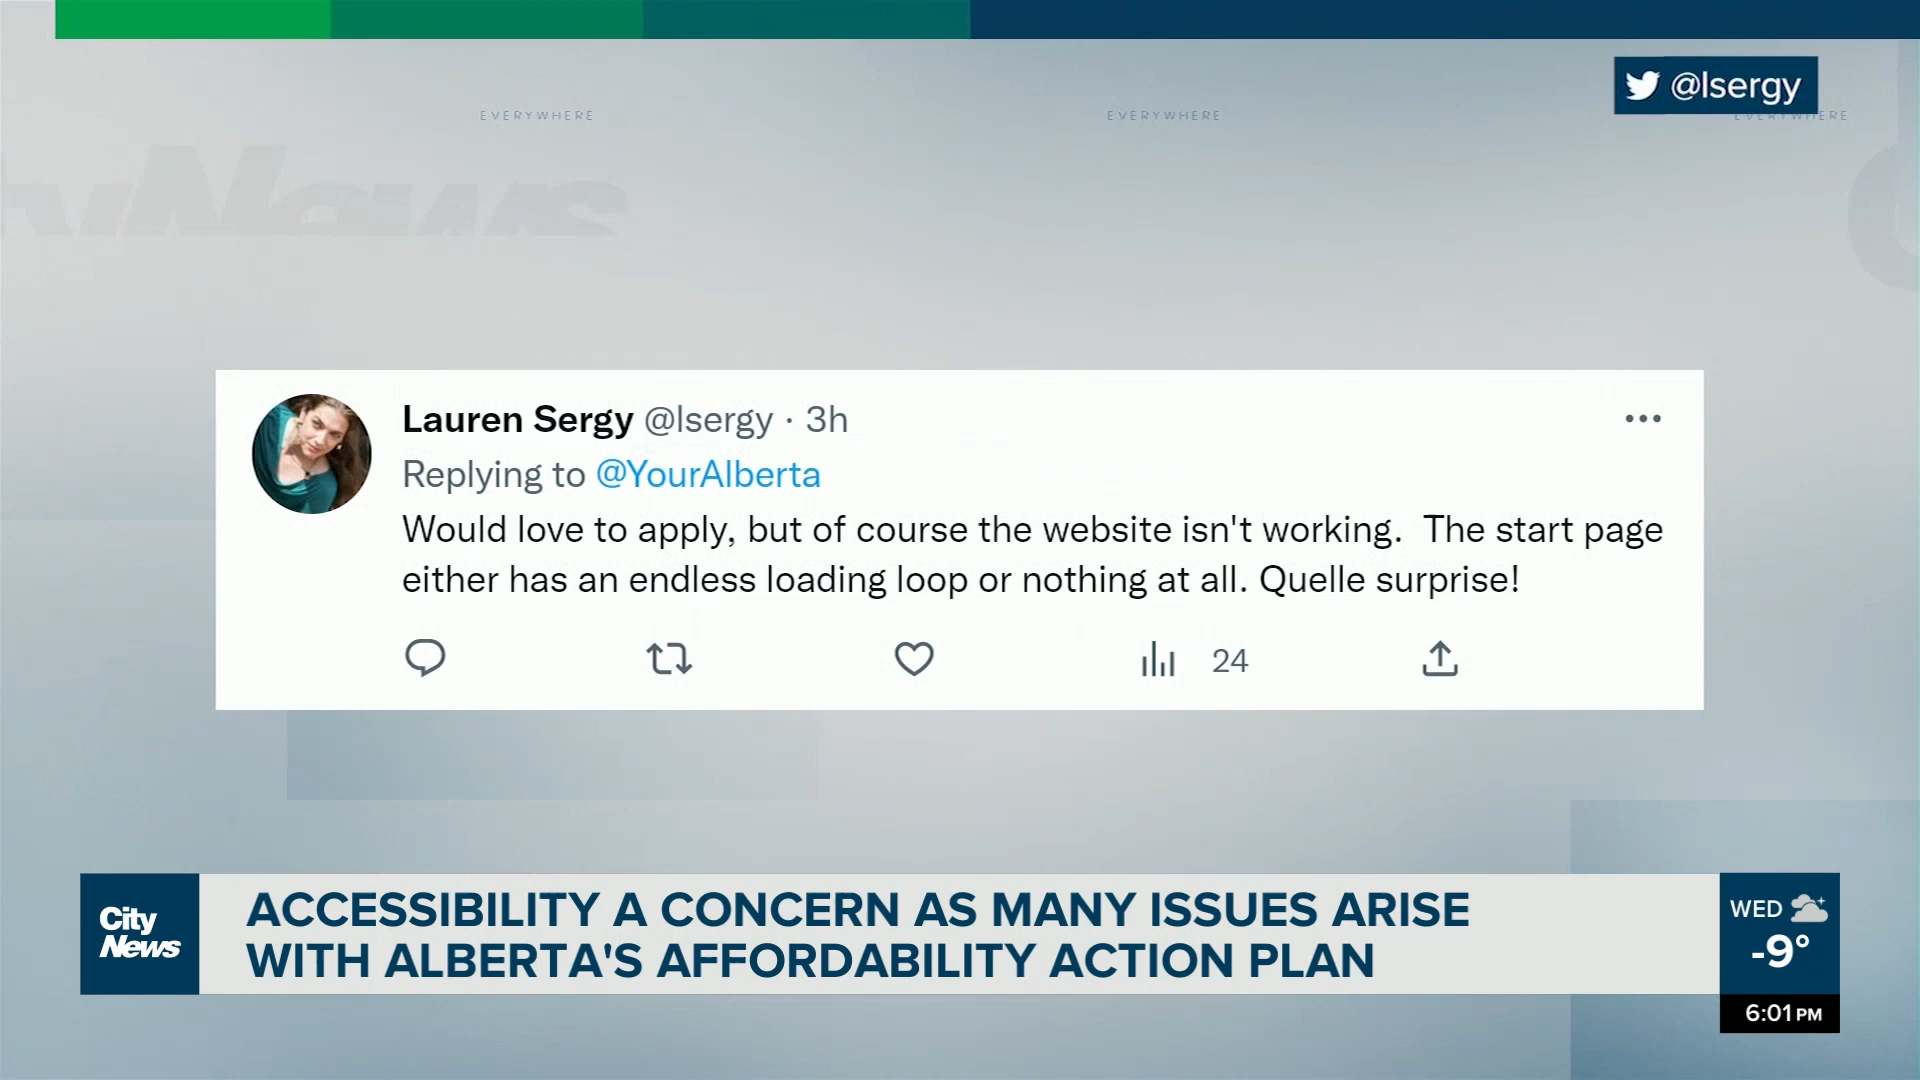 @lsergy
EVERYWHERE EVERYWHERE EVERYWHERE
tyNews
Lauren Sergy @lsergy · 3h
Replying to @YourAlberta
Would love to apply, but of course the website isn't working.  The start page
either has an endless loading loop or nothing at all. Quelle surprise!
24
ACCESSIBILITY A CONCERN AS MANY ISSUES ARISE
WITH ALBERTA'S AFFORDABILITY ACTION PLAN
City
News
WED
-9°
6:01 PM